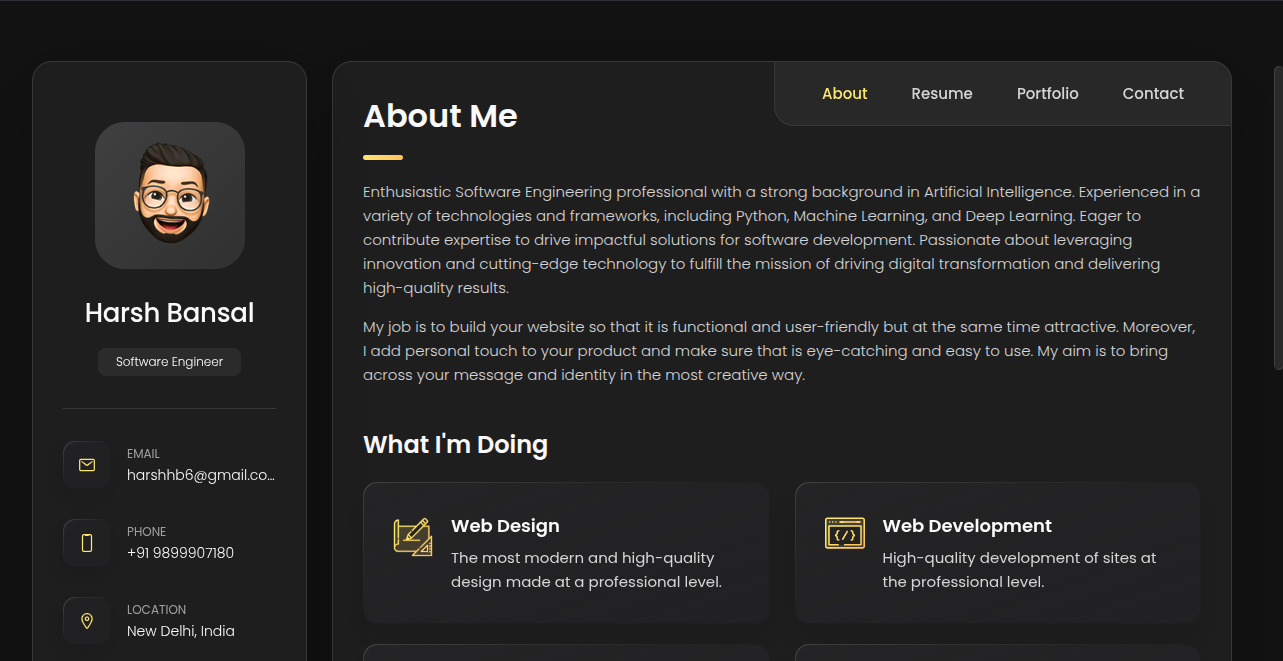 Harsh Bansal
Software Engineer
EMAIL
harshhb6@gmail.co...
PHONE
+91 9899907180
LOCATION
New Delhi, India
About Resume Portfolio Contact
About Me
Enthusiastic Software Engineering professional with a strong background in Artificial Intelligence. Experienced in a
variety of technologies and frameworks, including Python, Machine Learning, and Deep Learning. Eager to
contribute expertise to drive impactful solutions for software development. Passionate about leveraging
innovation and cutting-edge technology to fulfill the mission of driving digital transformation and delivering
high-quality results.
My job is to build your website so that it is functional and user-friendly but at the same time attractive. Moreover,
I add personal touch to your product and make sure that is eye-catching and easy to use. My aim is to bring
across your message and identity in the most creative way.
What I'm Doing
Web Design
The most modern and high-quality
design made at a professional level.
Web Development
High-quality development of sites at
the professional level.